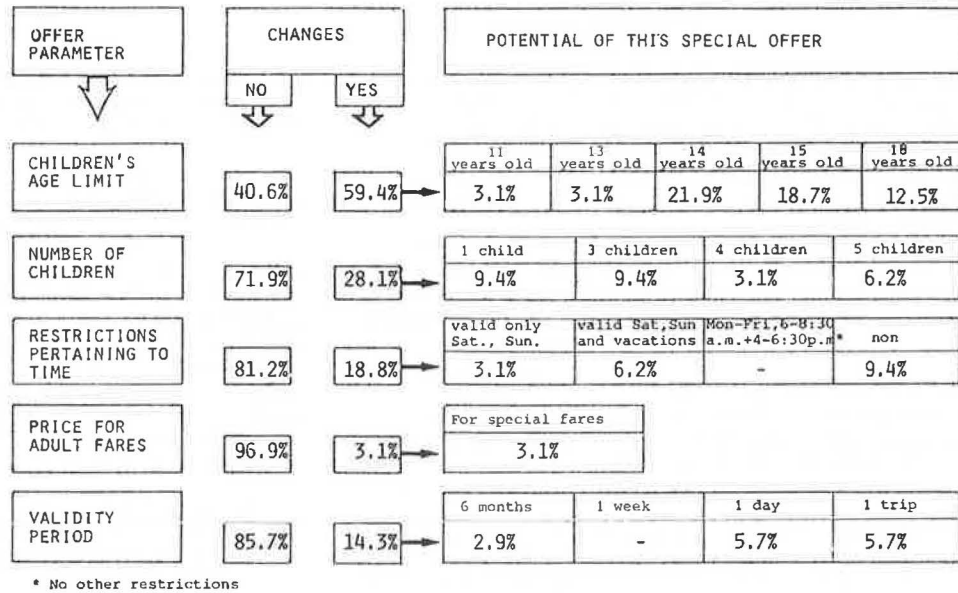 OFFER
PARAMETER
CHANGES
POTENTIAL OF THIS SPECIAL OFFER
NO
YES
CHILDREN'S
AGE LIMIT
40.6%
59.4%
11
years old
13
years old
14
years old
15
years old
18
years old
3.1%
3.1%
21.9%
18.7%
12.5%
NUMBER OF
CHILDREN
71.9%
28.1%
1 child
3 children
4 children
5 children
9.4%
9.4%
3.1%
6.2%
RESTRICTIONS
PERTAINING TO
TIME
81.2%
18.8%
valid only
Sat., Sun.
valid Sat,Sun
and vacations
Mon-Fri,6-8:30
a.m.+4-6:30p.m*
non
3.1%
6.2%
-
9.4%
PRICE FOR
ADULT FARES
96.9%
3.1%
For special fares
3.1%
VALIDITY
PERIOD
85.7%
14.3%
6 months
1 week
1 day
1 trip
2.9%
-
5.7%
5.7%
* No other restrictions